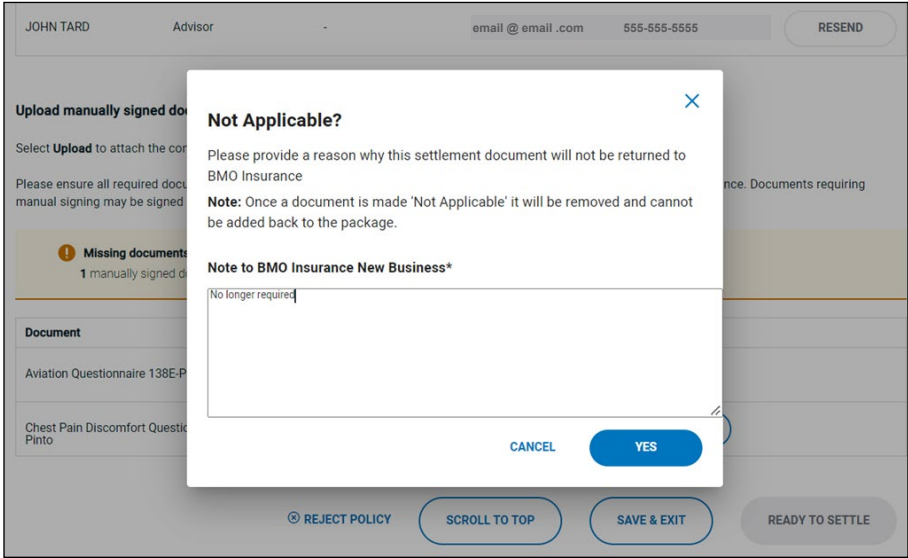 JOHN TARD Advisor - email @ email .com 555-555-5555 RESEND
Not Applicable?
Upload manually signed do
Select Upload to attach the
Please provide a reason why this settlement document will not be returned to
BMO Insurance
Please ensure all required docu nce. Documents requiring
manual signing may be signed
Note: Once a document is made 'Not Applicable' it will be removed and cannot
be added back to the package.
Missing documents
1 manually signed d
Note to BMO Insurance New Business*
No longer required
Document
Aviation Questionnaire 138E-P
Chest Pain Discomfort Questio
Pinto
CANCEL YES
REJECT POLICY SCROLL TO TOP SAVE & EXIT READY TO SETTLE